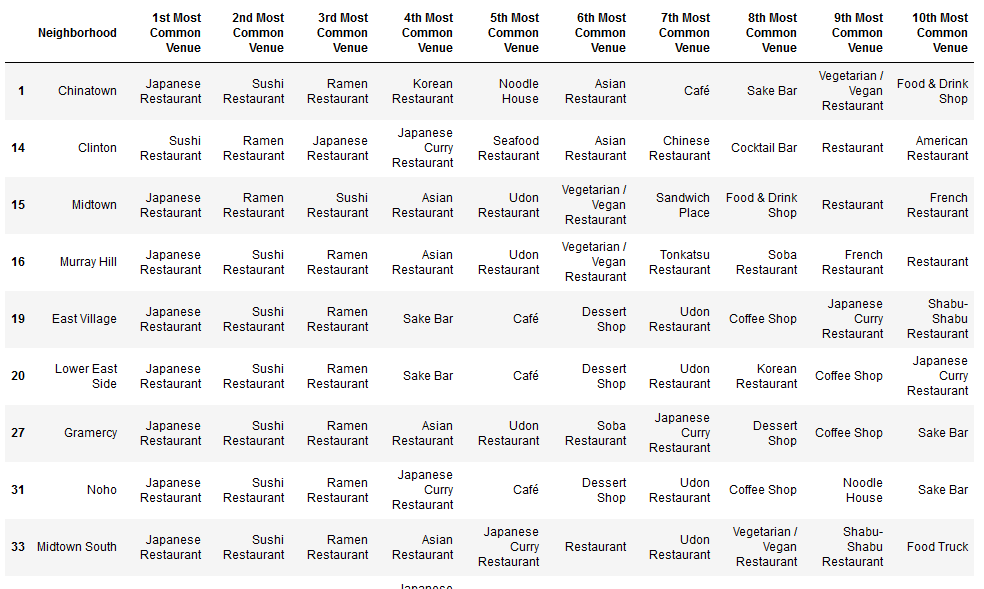 Neighborhood 1st Most Common Venue 2nd Most Common Venue 3rd Most Common Venue 4th Most Common Venue 5th Most Common Venue 6th Most Common Venue 7th Most Common Venue 8th Most Common Venue 9th Most Common Venue 10th Most Common Venue
1 Chinatown Japanese Restaurant Sushi Restaurant Ramen Restaurant Korean Restaurant Noodle House Asian Restaurant Café Sake Bar Vegetarian / Vegan Restaurant Food & Drink Shop
14 Clinton Sushi Restaurant Ramen Restaurant Japanese Restaurant Japanese Curry Restaurant Seafood Restaurant Asian Restaurant Chinese Restaurant Cocktail Bar Restaurant American Restaurant
15 Midtown Japanese Restaurant Ramen Restaurant Sushi Restaurant Asian Restaurant Udon Restaurant Vegetarian / Vegan Restaurant Sandwich Place Food & Drink Shop Restaurant French Restaurant
16 Murray Hill Japanese Restaurant Sushi Restaurant Ramen Restaurant Asian Restaurant Udon Restaurant Vegetarian / Vegan Restaurant Tonkatsu Restaurant Soba Restaurant French Restaurant Restaurant
19 East Village Japanese Restaurant Sushi Restaurant Ramen Restaurant Sake Bar Café Dessert Shop Udon Restaurant Coffee Shop Japanese Curry Restaurant Shabu-Shabu Restaurant
20 Lower East Side Japanese Restaurant Sushi Restaurant Ramen Restaurant Sake Bar Café Dessert Shop Udon Restaurant Korean Restaurant Coffee Shop Japanese Curry Restaurant
27 Gramercy Japanese Restaurant Sushi Restaurant Ramen Restaurant Asian Restaurant Udon Restaurant Soba Restaurant Japanese Curry Restaurant Dessert Shop Coffee Shop Sake Bar
31 Noho Japanese Restaurant Sushi Restaurant Ramen Restaurant Japanese Curry Restaurant Café Dessert Shop Udon Restaurant Coffee Shop Noodle House Sake Bar
33 Midtown South Japanese Restaurant Sushi Restaurant Ramen Restaurant Asian Restaurant Japanese Curry Restaurant Restaurant Udon Restaurant Vegetarian / Vegan Restaurant Shabu-Shabu Restaurant Food Truck